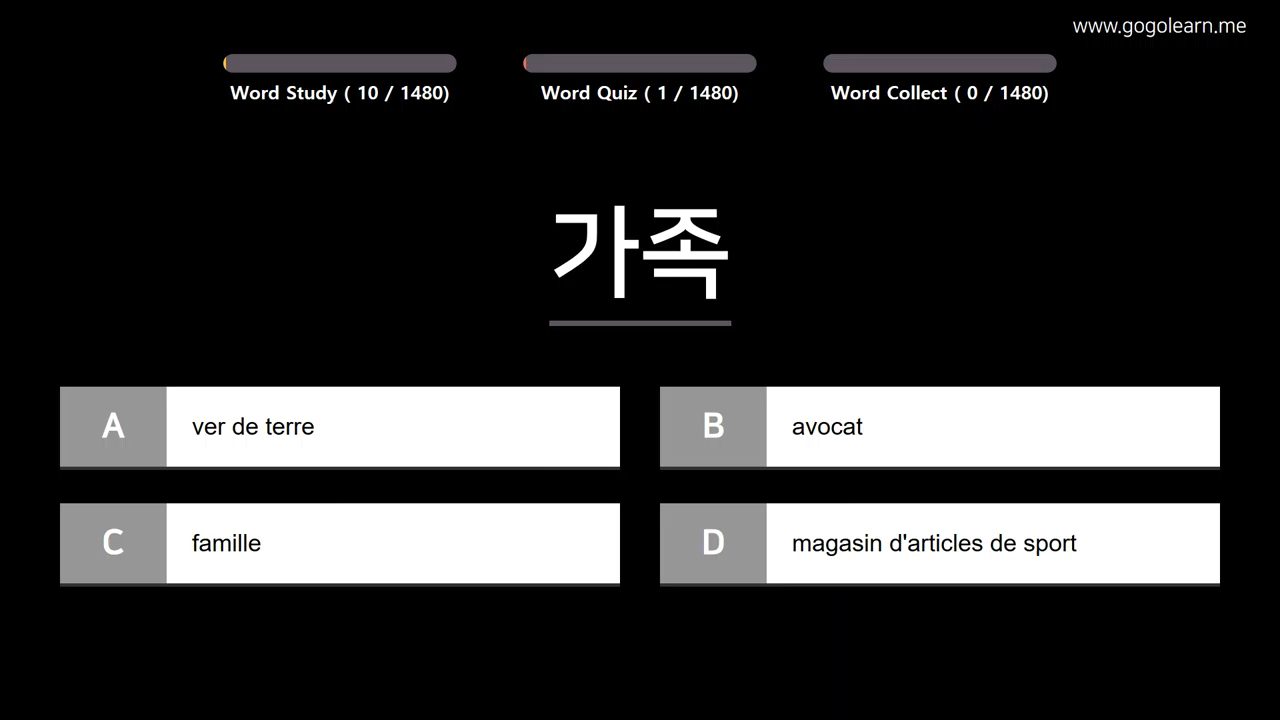 www.gogolearn.me
Word Study ( 10 / 1480)
Word Quiz ( 1 / 1480)
Word Collect ( 0 / 1480)
가족
A ver de terre
B avocat
C famille
D magasin d'articles de sport